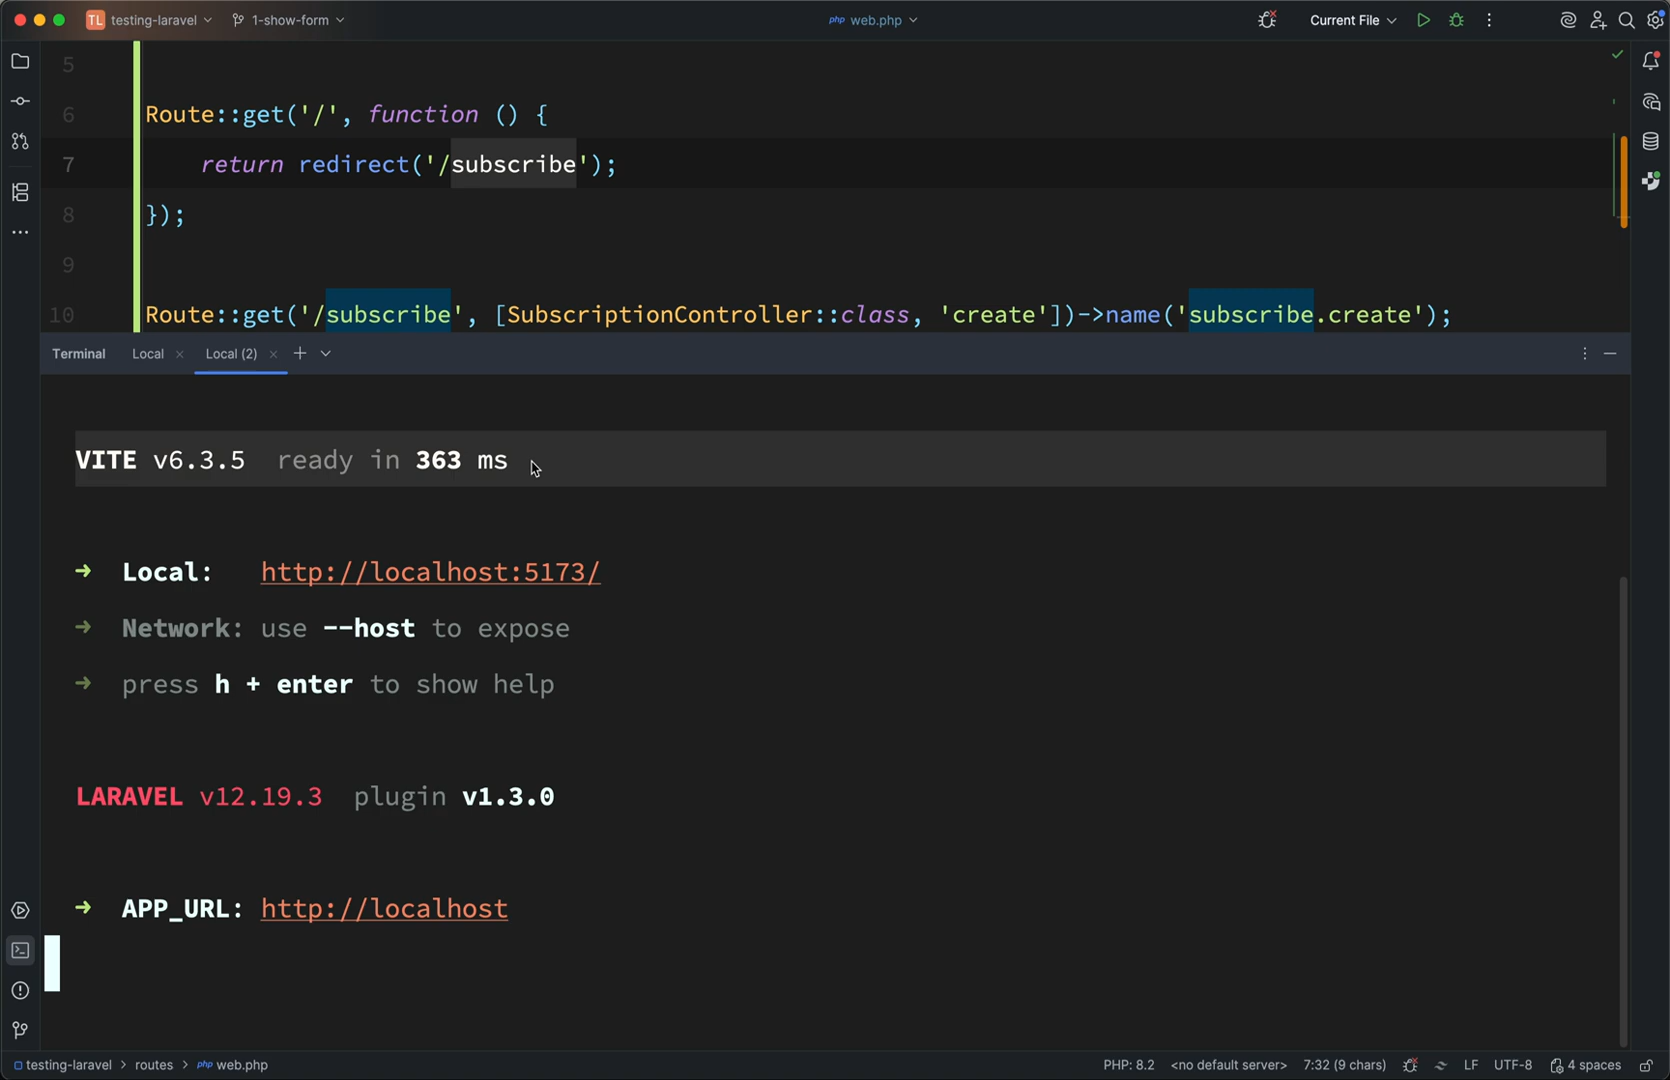 TL testing-laravel 1-show-form php web.php Current File
5
6 Route::get('/', function () {
7 return redirect('/subscribe');
8 });
9
10 Route::get('/subscribe', [SubscriptionController::class, 'create'])->name('subscribe.create');
Terminal Local × Local (2) × +
VITE v6.3.5 ready in 363 ms
➜ Local: http://localhost:5173/
➜ Network: use --host to expose
➜ press h + enter to show help
LARAVEL v12.19.3 plugin v1.3.0
➜ APP_URL: http://localhost
testing-laravel > routes > php web.php PHP: 8.2 <no default server> 7:32 (9 chars) LF UTF-8 4 spaces